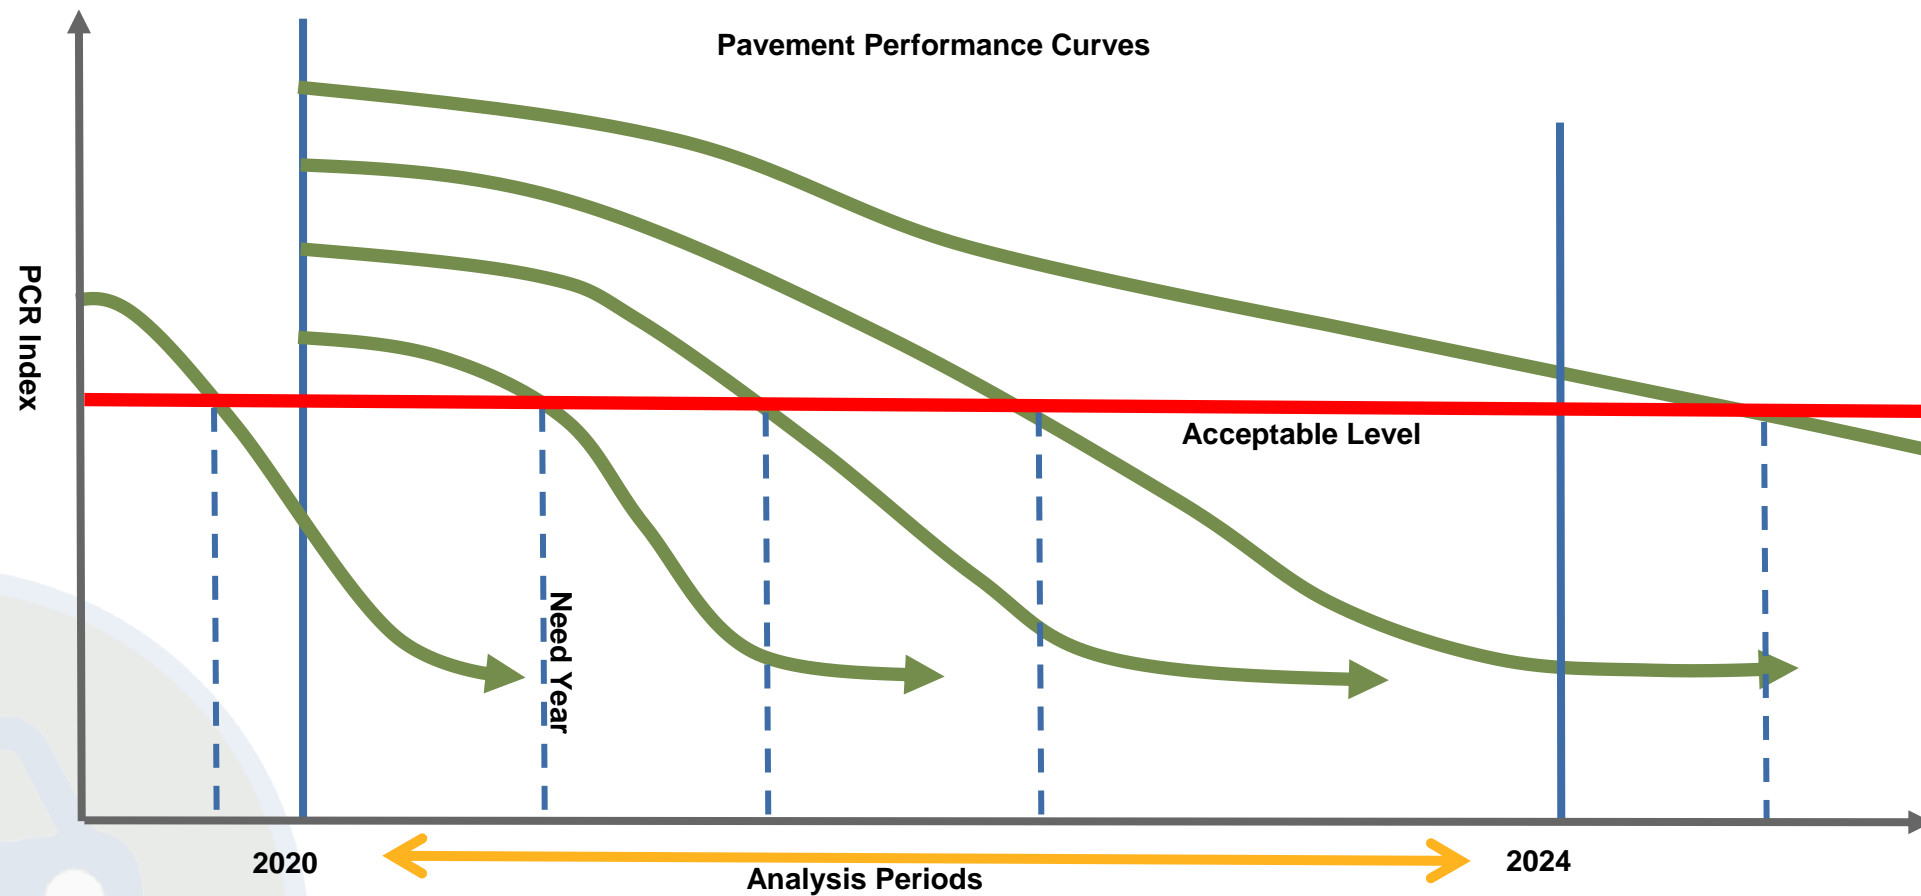 Pavement Performance Curves
PCR Index
Acceptable Level
Need Year
2020
2024
Analysis Periods